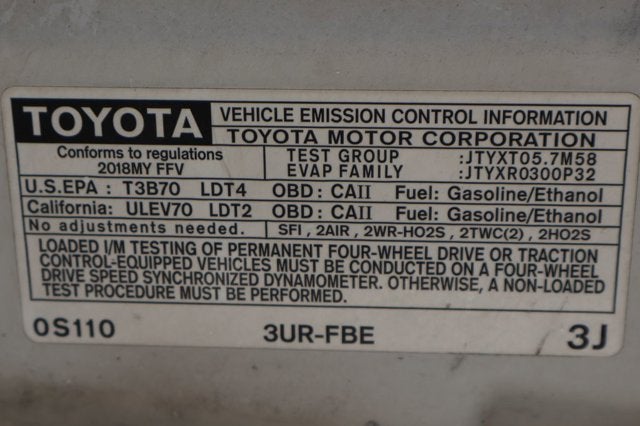 TOYOTA
VEHICLE EMISSION CONTROL INFORMATION
TOYOTA MOTOR CORPORATION
Conforms to regulations
2018MY FFV
TEST GROUP :JTYXT05.7M58
EVAP FAMILY :JTYXR0300P32
U.S.EPA : T3B70 LDT4 OBD : CAII Fuel: Gasoline/Ethanol
California: ULEV70 LDT2 OBD : CAII Fuel: Gasoline/Ethanol
No adjustments needed. SFI , 2AIR , 2WR-HO2S , 2TWC(2) , 2HO2S
LOADED I/M TESTING OF PERMANENT FOUR-WHEEL DRIVE OR TRACTION
CONTROL-EQUIPPED VEHICLES MUST BE CONDUCTED ON A FOUR-WHEEL
DRIVE SPEED SYNCHRONIZED DYNAMOMETER. OTHERWISE, A NON-LOADED
TEST PROCEDURE MUST BE PERFORMED.
0S110 3UR-FBE 3J